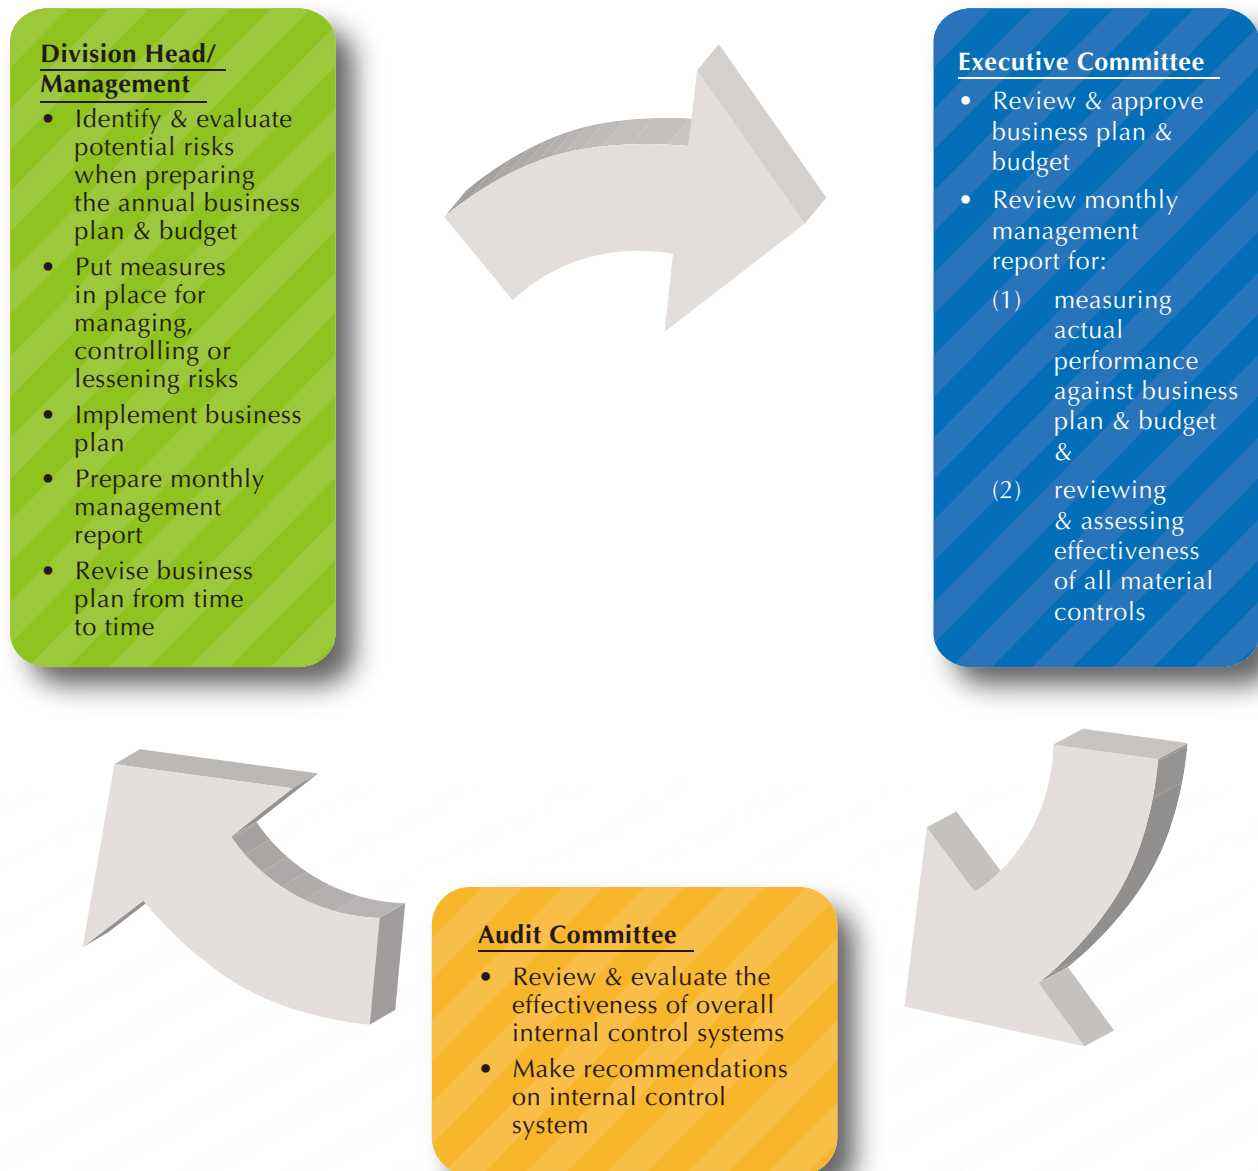 Division Head/
Management
• Identify & evaluate
potential risks
when preparing
the annual business
plan & budget
• Put measures
in place for
managing,
controlling or
lessening risks
• Implement business
plan
• Prepare monthly
management
report
• Revise business
plan from time
to time
Executive Committee
• Review & approve
business plan &
budget
• Review monthly
management
report for:
(1) measuring
actual
performance
against business
plan & budget
&
(2) reviewing
& assessing
effectiveness
of all material
controls
Audit Committee
• Review & evaluate the
effectiveness of overall
internal control systems
• Make recommendations
on internal control
system